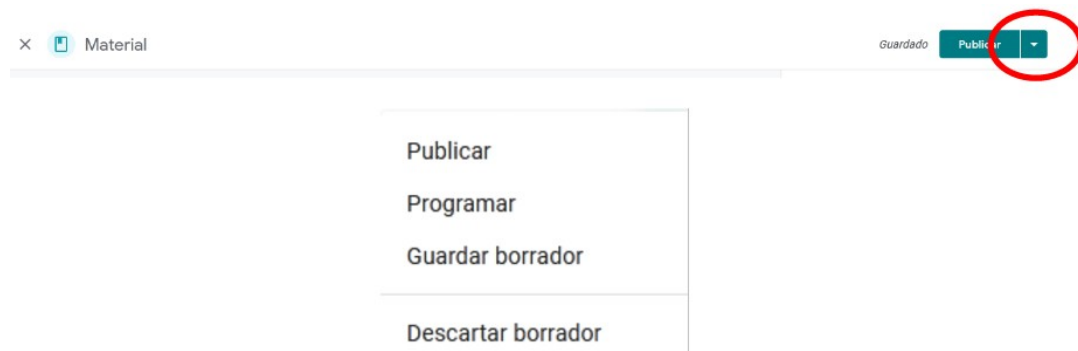 Material
Guardado
Publicar
Publicar
Programar
Guardar borrador
Descartar borrador